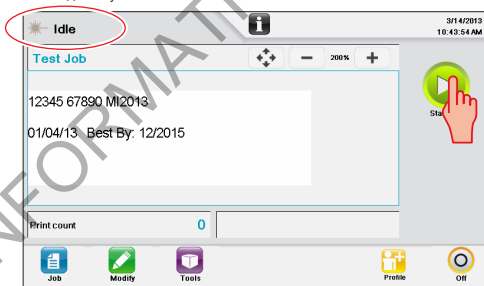 Idle
3/14/2013
10:43:54 AM
Test Job
200%
12345 67890 MI2013
01/04/13 Best By: 12/2015
Print count 0
Job
Modify
Tools
Profile
Off